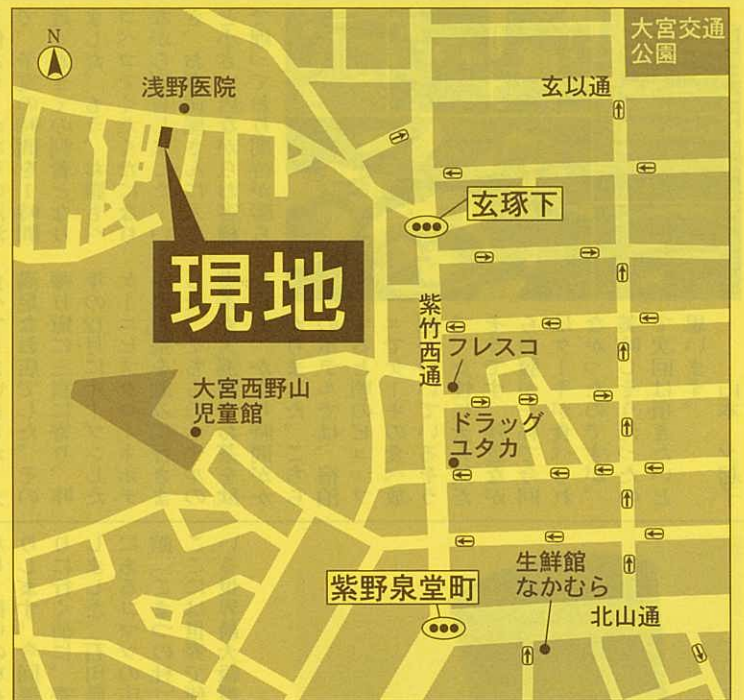 大宮交通
公園
N
浅野医院
玄以通
玄琢下
現地
紫竹西通
フレスコ
大宮西野山
児童館
ドラッグ
ユタカ
生鮮館
なかむら
紫野泉堂町
北山通